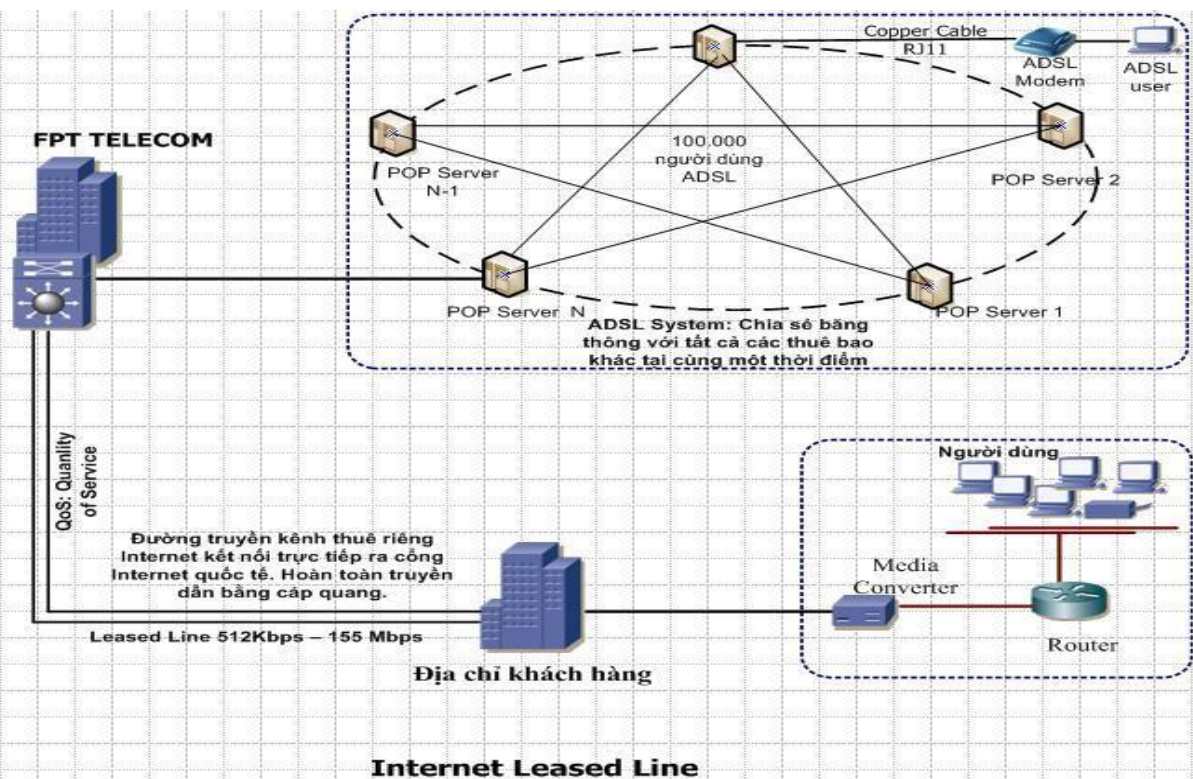 Copper Cable
RJ11
ADSL
Modem
ADSL
user
FPT TELECOM
100.000
người dùng
ADSL
POP Server
N-1
POP Server 2
POP Server N
POP Server 1
ADSL System: Chia sẻ băng
thông với tất cả các thuê bao
khác tại cùng một thời điểm
QoS: Quanlity
of Service
Người dùng
Đường truyền kênh thuê riêng
Internet kết nối trực tiếp ra cổng
Internet quốc tế. Hoàn toàn truyền
dẫn bằng cáp quang.
Media
Converter
Leased Line 512Kbps – 155 Mbps
Router
Địa chỉ khách hàng
Internet Leased Line